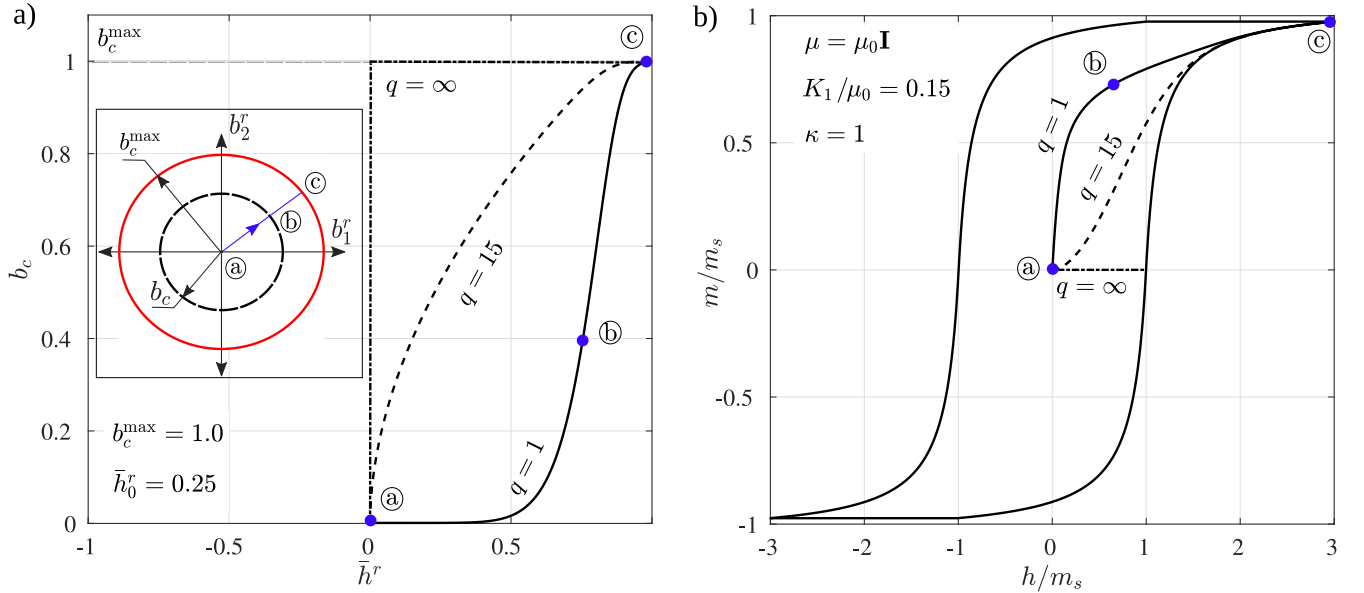 a)
b_c^max
ⓒ
1
q = ∞
b_2^r
b_c^max
ⓒ
ⓑ
b_1^r
ⓐ
b_c
q = 15
q = 1
ⓑ
b_c^max = 1.0
h̄_0^r = 0.25
ⓐ
0.8
0.6
0.4
0.2
0
b_c
-1
-0.5
0
0.5
h̄^r
b)
μ = μ_0 𝐈
K_1/μ_0 = 0.15
κ = 1
ⓒ
ⓑ
q = 1
q = 15
ⓐ
q = ∞
1
0.5
0
-0.5
-1
m/m_s
-3
-2
-1
0
1
2
3
h/m_s